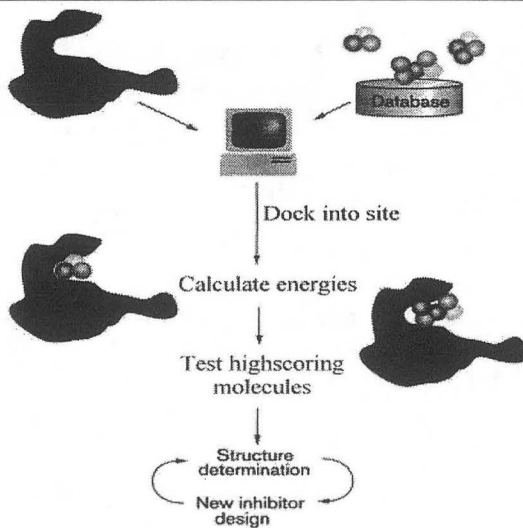 Database
Dock into site
Calculate energies
Test highscoring
molecules
Structure
determination
New inhibitor
design